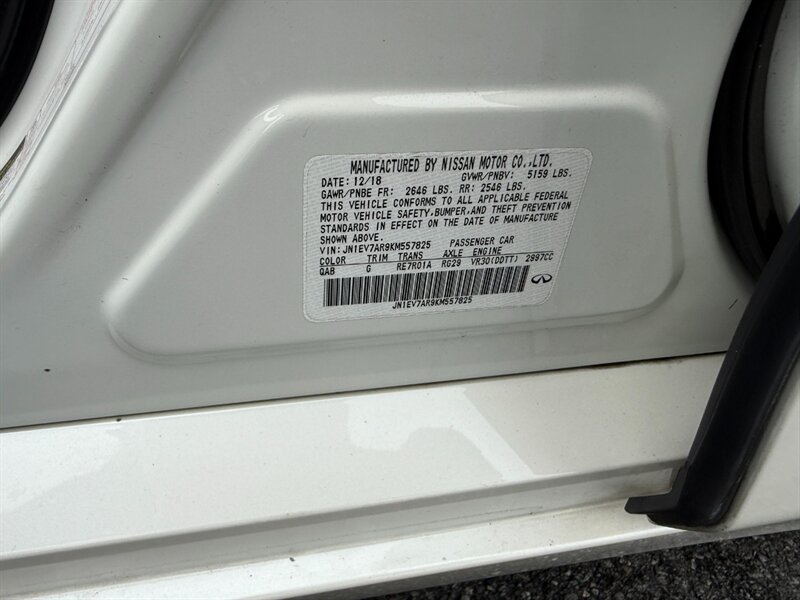 MANUFACTURED BY NISSAN MOTOR CO.,LTD.
DATE: 12/18 GVWR/PNBV: 5159 LBS.
GAWR/PNBE FR: 2646 LBS. RR: 2546 LBS.
THIS VEHICLE CONFORMS TO ALL APPLICABLE FEDERAL
MOTOR VEHICLE SAFETY,BUMPER,AND THEFT PREVENTION
STANDARDS IN EFFECT ON THE DATE OF MANUFACTURE
SHOWN ABOVE.
VIN: JN1EV7AR9KM557825 PASSENGER CAR
COLOR TRIM TRANS AXLE ENGINE
QAB G RE7R01A RG29 VR30(DDTT) 2997CC
JN1EV7AR9KM557825